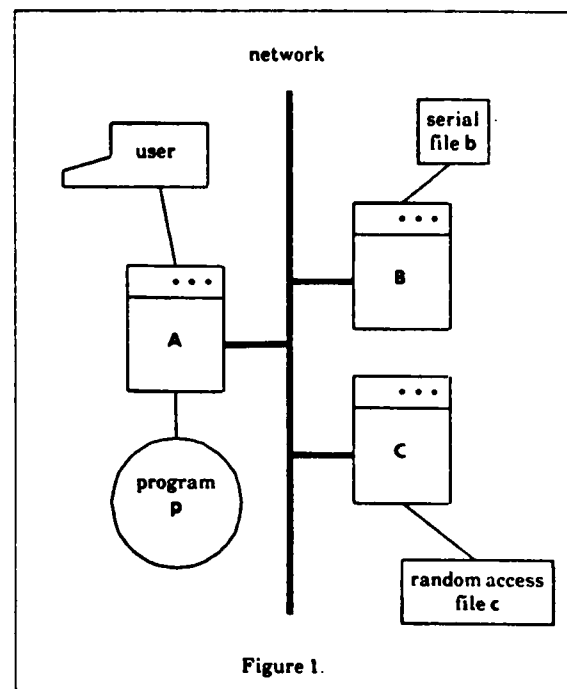 network
user
serial
file b
A
B
program
p
C
random access
file c
Figure 1.